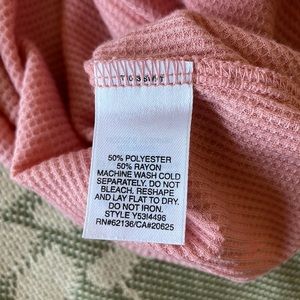 50% POLYESTER
50% RAYON
MACHINE WASH COLD
SEPARATELY. DO NOT
BLEACH. RESHAPE
AND LAY FLAT TO DRY.
DO NOT IRON.
STYLE Y53I4496
RN#62136/CA#20625